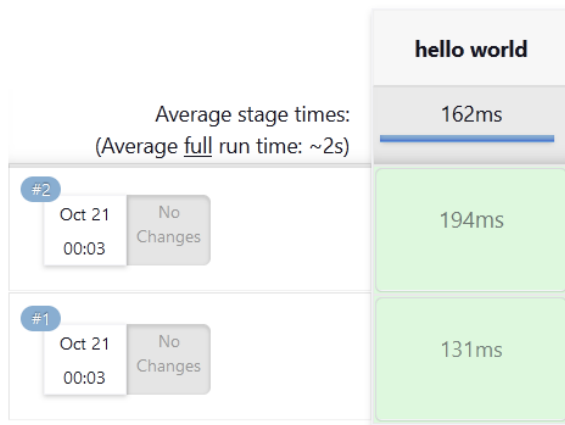 hello world
Average stage times:
162ms
(Average full run time: ~2s)
#2
Oct 21
00:03
No
Changes
194ms
#1
Oct 21
00:03
No
Changes
131ms